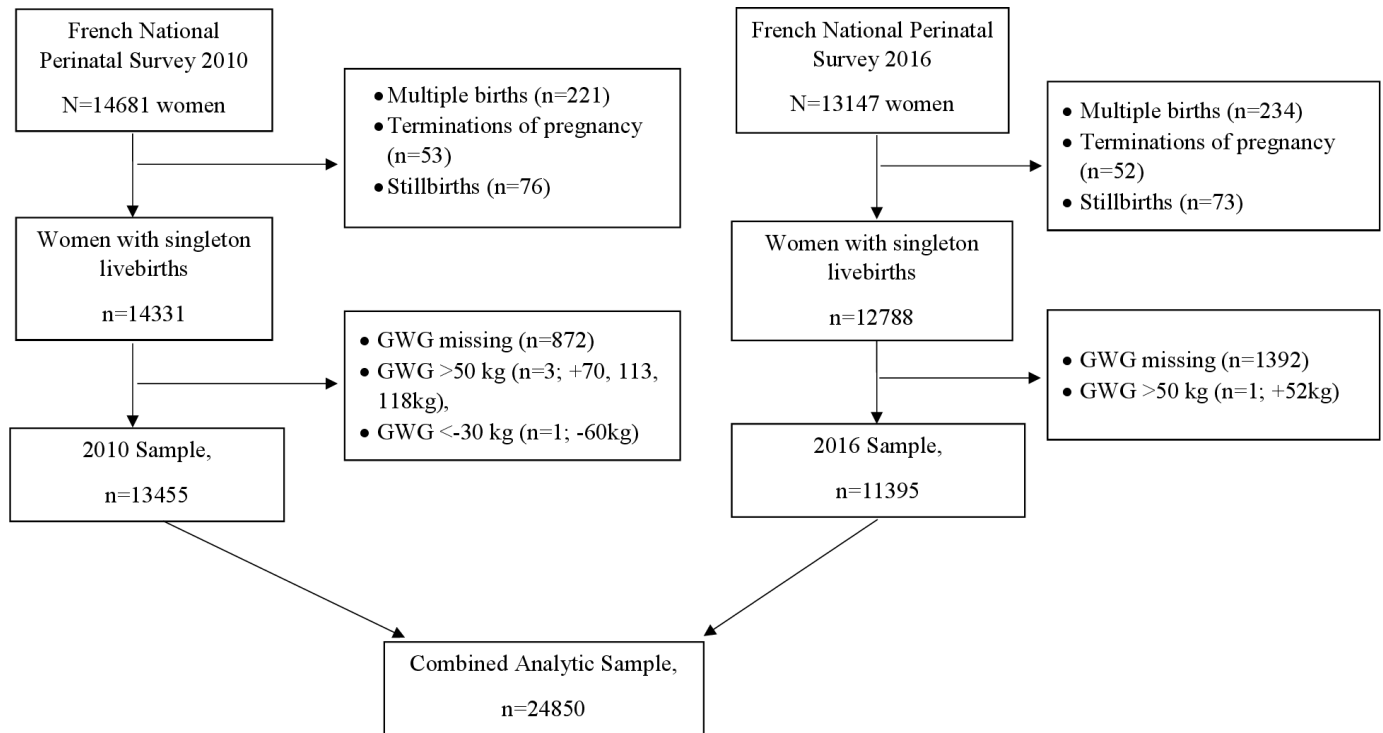 French National
Perinatal Survey 2010
N=14681 women
• Multiple births (n=221)
• Terminations of pregnancy
(n=53)
• Stillbirths (n=76)
Women with singleton
livebirths
n=14331
• GWG missing (n=872)
• GWG >50 kg (n=3; +70, 113,
118kg),
• GWG <-30 kg (n=1; -60kg)
2010 Sample,
n=13455
French National Perinatal
Survey 2016
N=13147 women
• Multiple births (n=234)
• Terminations of pregnancy
(n=52)
• Stillbirths (n=73)
Women with singleton
livebirths
n=12788
• GWG missing (n=1392)
• GWG >50 kg (n=1; +52kg)
2016 Sample,
n=11395
Combined Analytic Sample,
n=24850